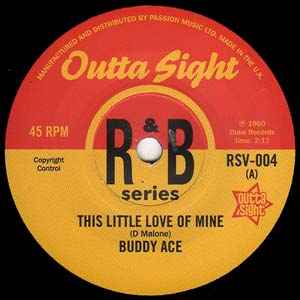 MANUFACTURED AND DISTRIBUTED BY PASSION MUSIC LTD. MADE IN THE U.K.
Outta Sight
45 RPM
R & B
series
℗ 1960
Duke Records
Time: 2:12
Copyright
Control
RSV-004
(A)
THIS LITTLE LOVE OF MINE
(D Malone)
BUDDY ACE
outta
sight